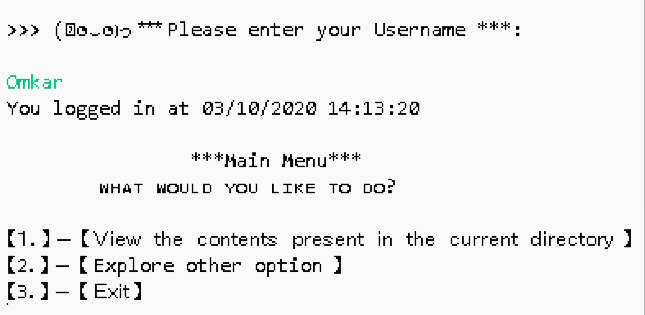 >>> ( ***Please enter your Username ***:
Omkar
You logged in at 03/10/2020 14:13:20
***Main Menu***
WHAT WOULD YOU LIKE TO DO?
【1.】—【View the contents present in the current directory 】
【2.】—【Explore other option 】
【3.】—【Exit】